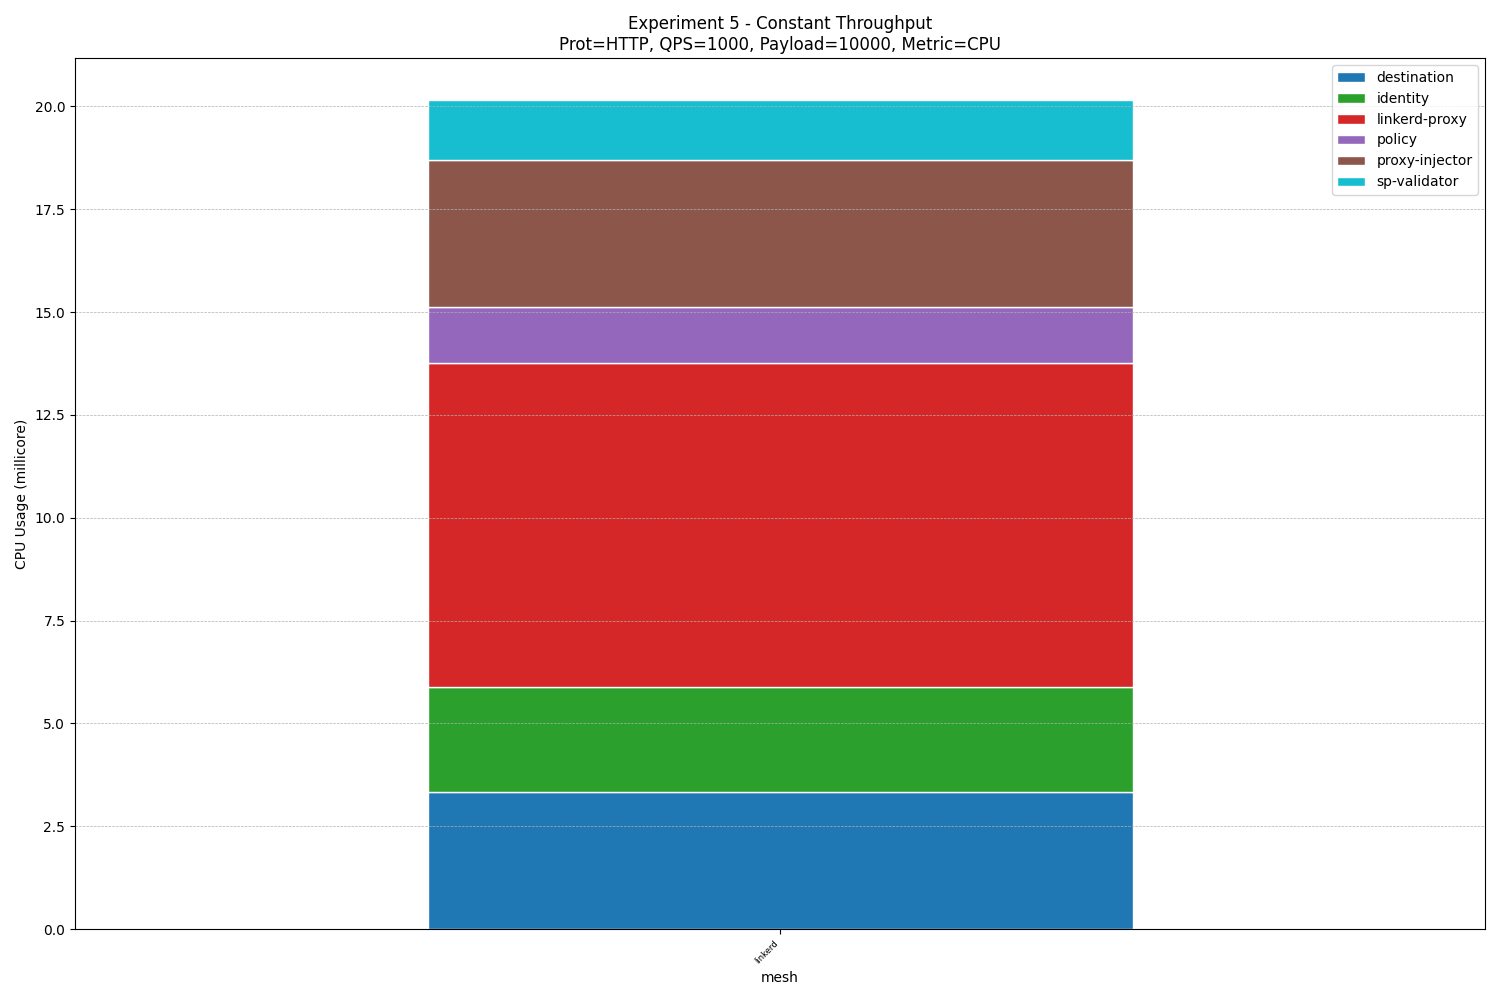 Experiment 5 - Constant Throughput
Prot=HTTP, QPS=1000, Payload=10000, Metric=CPU
destination
identity
linkerd-proxy
policy
proxy-injector
sp-validator
CPU Usage (millicore)
20.0
17.5
15.0
12.5
10.0
7.5
5.0
2.5
0.0
linkerd
mesh